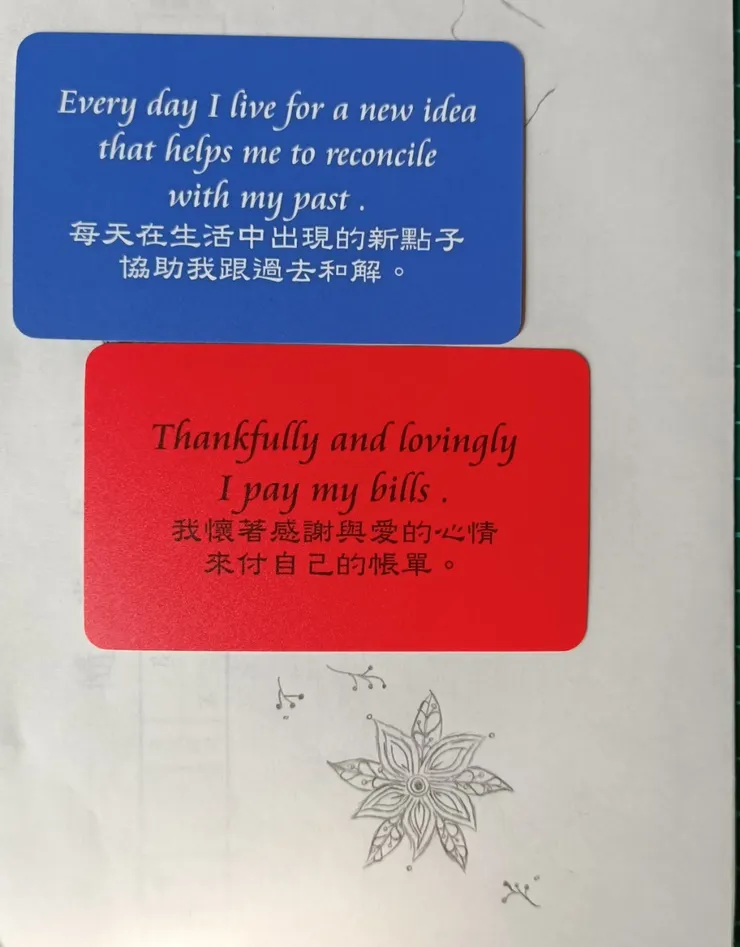 Every day I live for a new idea
that helps me to reconcile
with my past .
每天在生活中出現的新點子
協助我跟過去和解。
Thankfully and lovingly
I pay my bills .
我懷著感謝與愛的心情
來付自己的帳單。